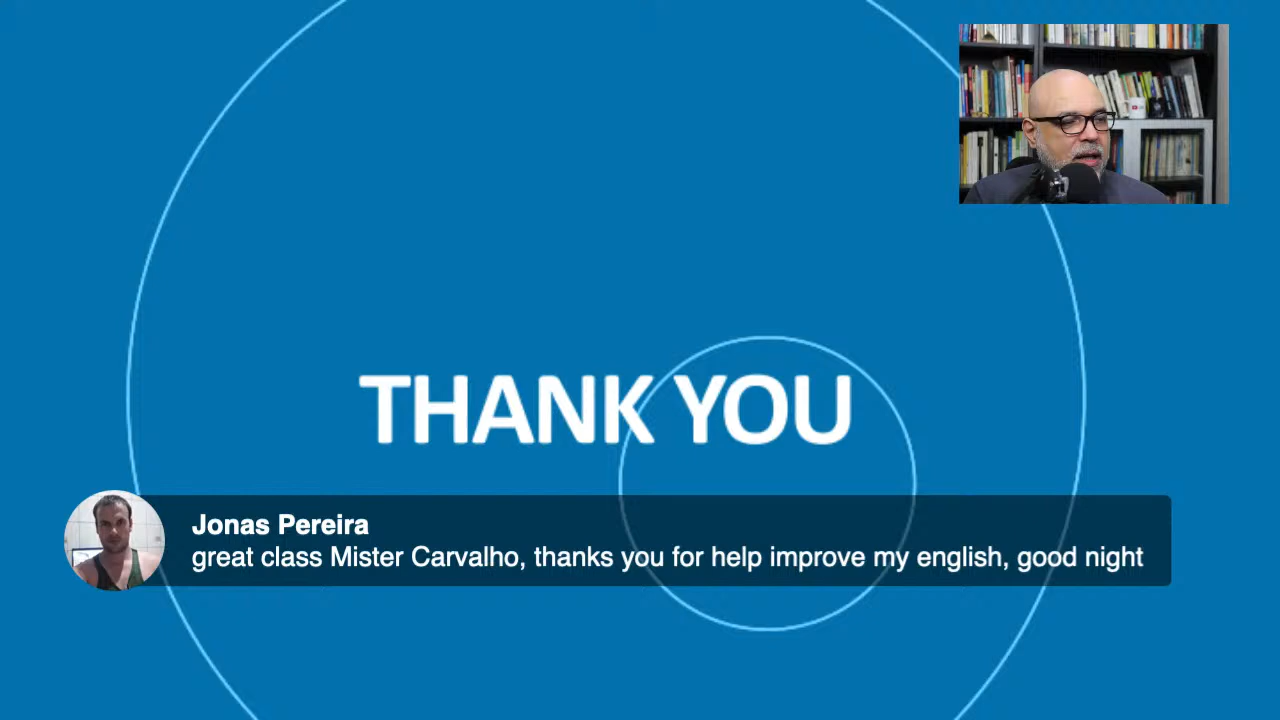 THANK YOU
Jonas Pereira
great class Mister Carvalho, thanks you for help improve my english, good night